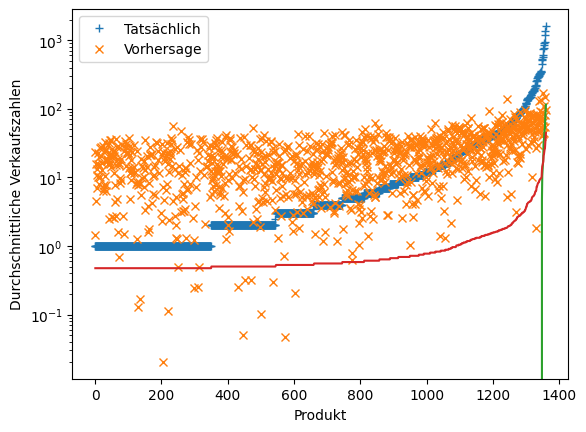 Tatsächlich
Vorhersage
Durchschnittliche Verkaufszahlen
10³
10²
10¹
10⁰
10⁻¹
0 200 400 600 800 1000 1200 1400
Produkt